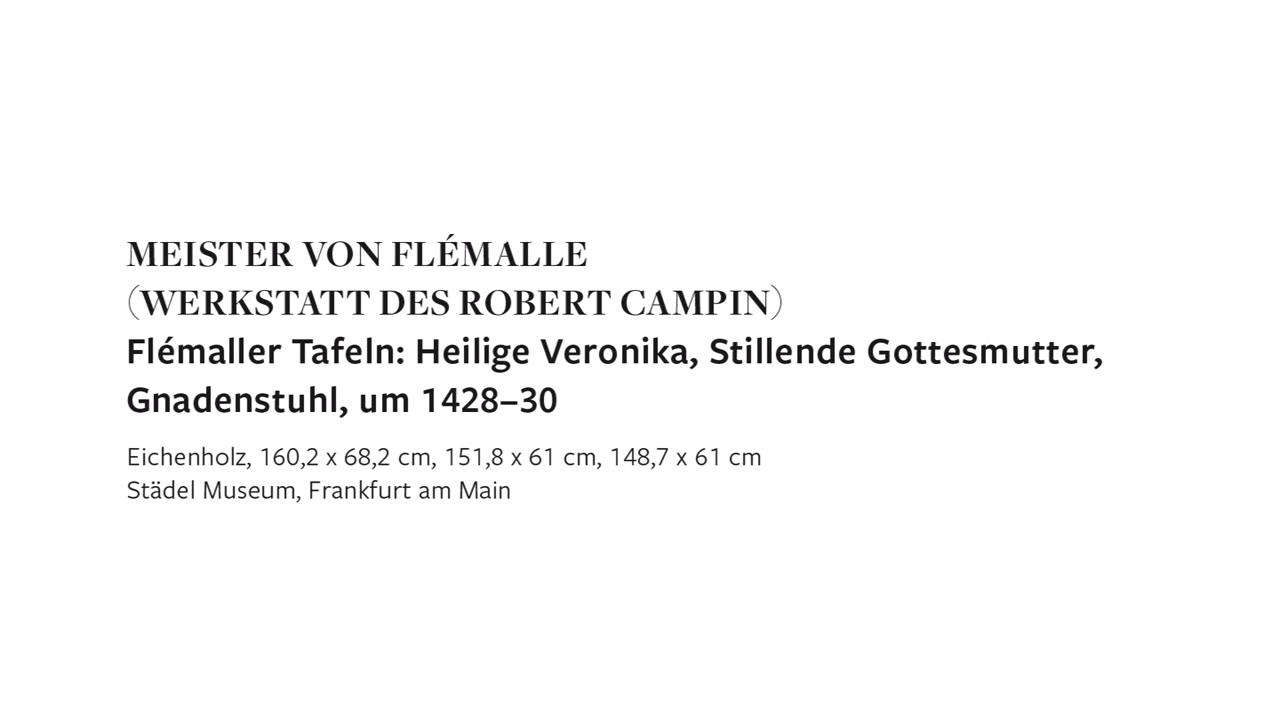 MEISTER VON FLÉMALLE
(WERKSTATT DES ROBERT CAMPIN)
Flémaller Tafeln: Heilige Veronika, Stillende Gottesmutter,
Gnadenstuhl, um 1428–30
Eichenholz, 160,2 x 68,2 cm, 151,8 x 61 cm, 148,7 x 61 cm
Städel Museum, Frankfurt am Main